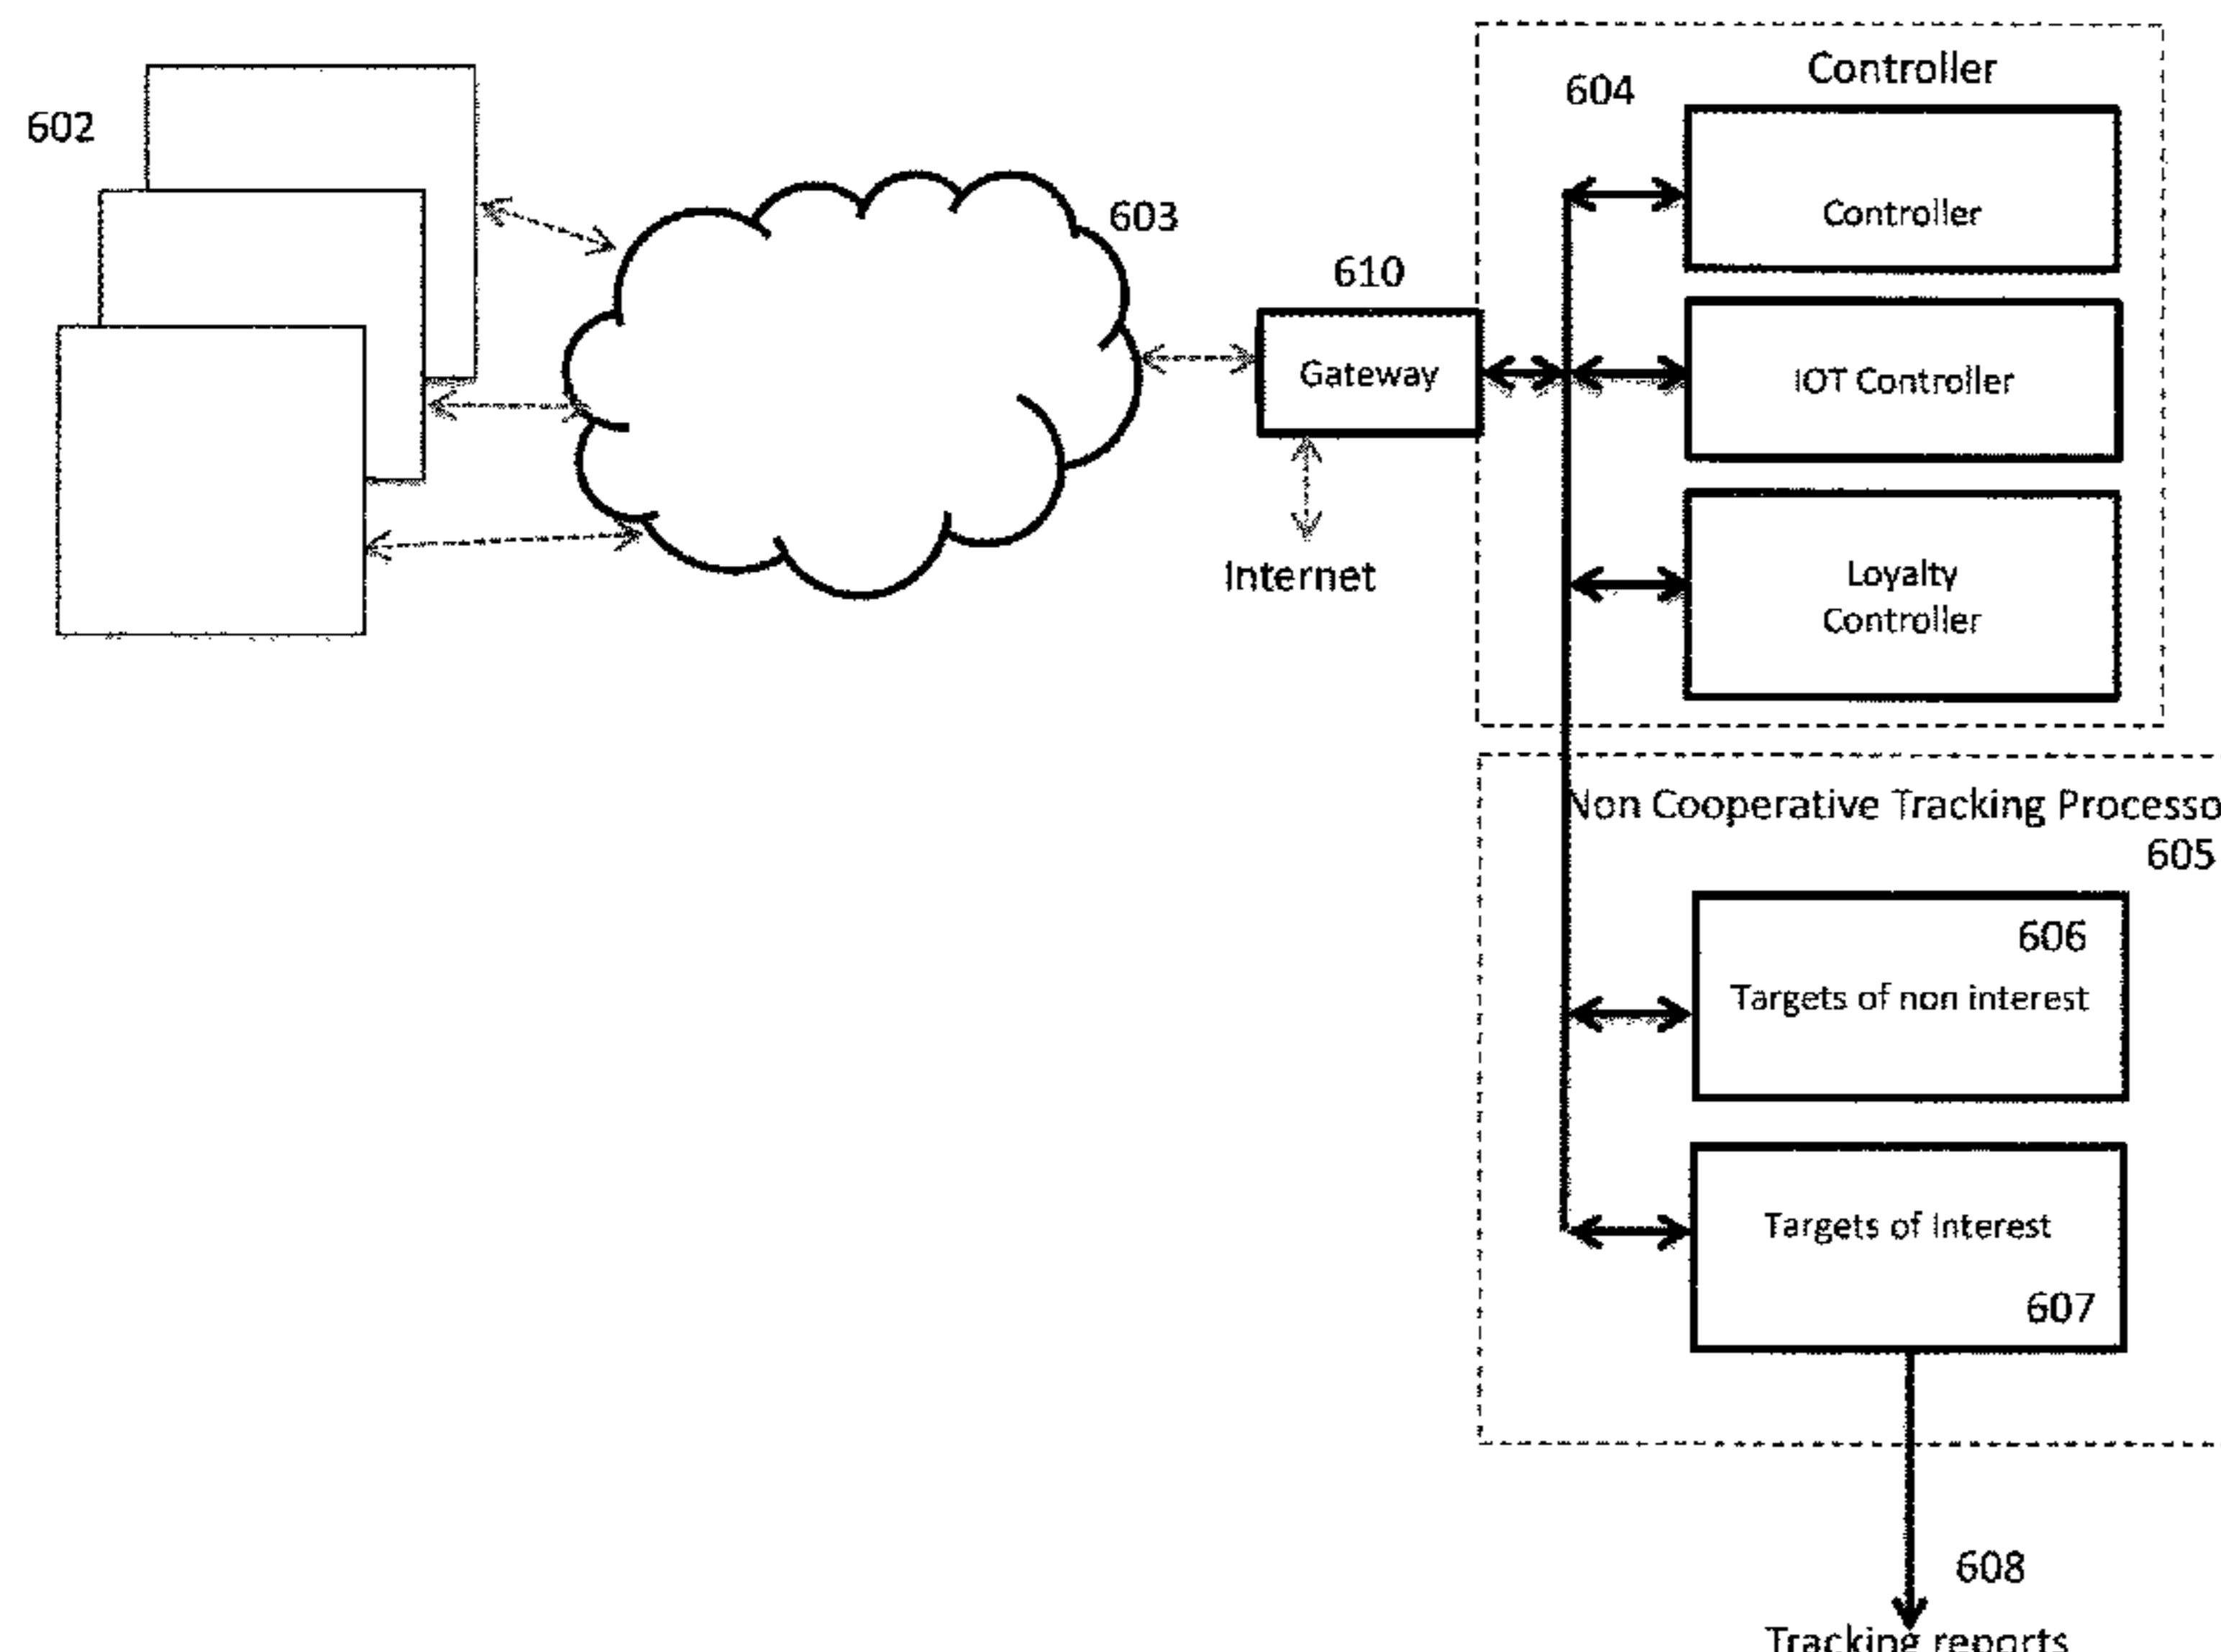 602
603
610
Gateway
Internet
604
Controller
Controller
IOT Controller
Loyalty
Controller
Non Cooperative Tracking Processo
605
606
Targets of non interest
Targets of Interest
607
608
Tracking reports